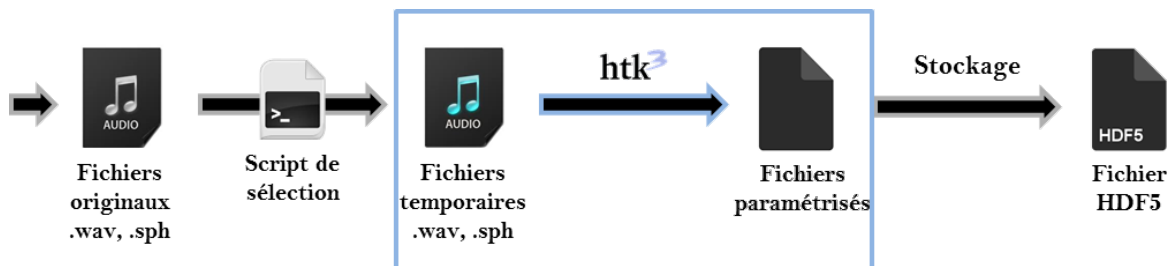 AUDIO
Fichiers
originaux
.wav, .sph
>_
Script de
sélection
AUDIO
Fichiers
temporaires
.wav, .sph
htk3
Fichiers
paramétrisés
Stockage
HDF5
Fichier
HDF5